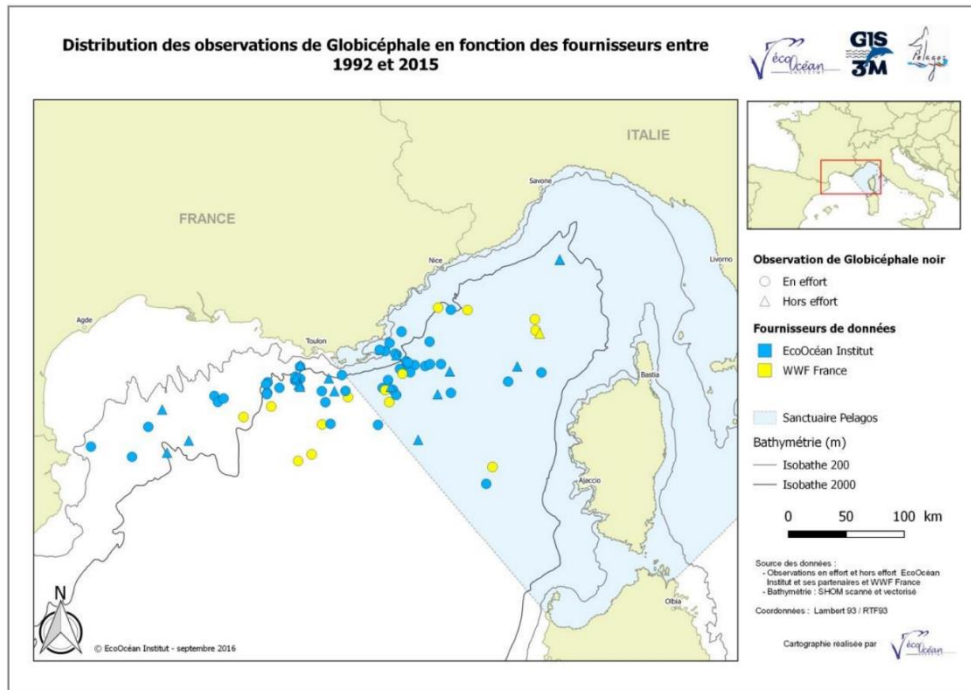 Distribution des observations de Globicéphale en fonction des fournisseurs entre
1992 et 2015
écoOcéan
INSTITUT
GIS
3M
Pelagos
ITALIE
FRANCE
Savone
Nice
Livorno
Agde
Toulon
Bastia
Ajaccio
Olbia
N
© EcoOcéan Institut - septembre 2016
Observation de Globicéphale noir
En effort
Hors effort
Fournisseurs de données
EcoOcéan Institut
WWF France
Sanctuaire Pelagos
Bathymétrie (m)
Isobathe 200
Isobathe 2000
0 50 100 km
Source des données :
- Observations en effort et hors effort EcoOcéan
Institut et ses partenaires et WWF France
- Bathymétrie : SHOM scanné et vectorisé
Coordonnées : Lambert 93 / RTF93
Cartographie réalisée par
écoOcéan
INSTITUT